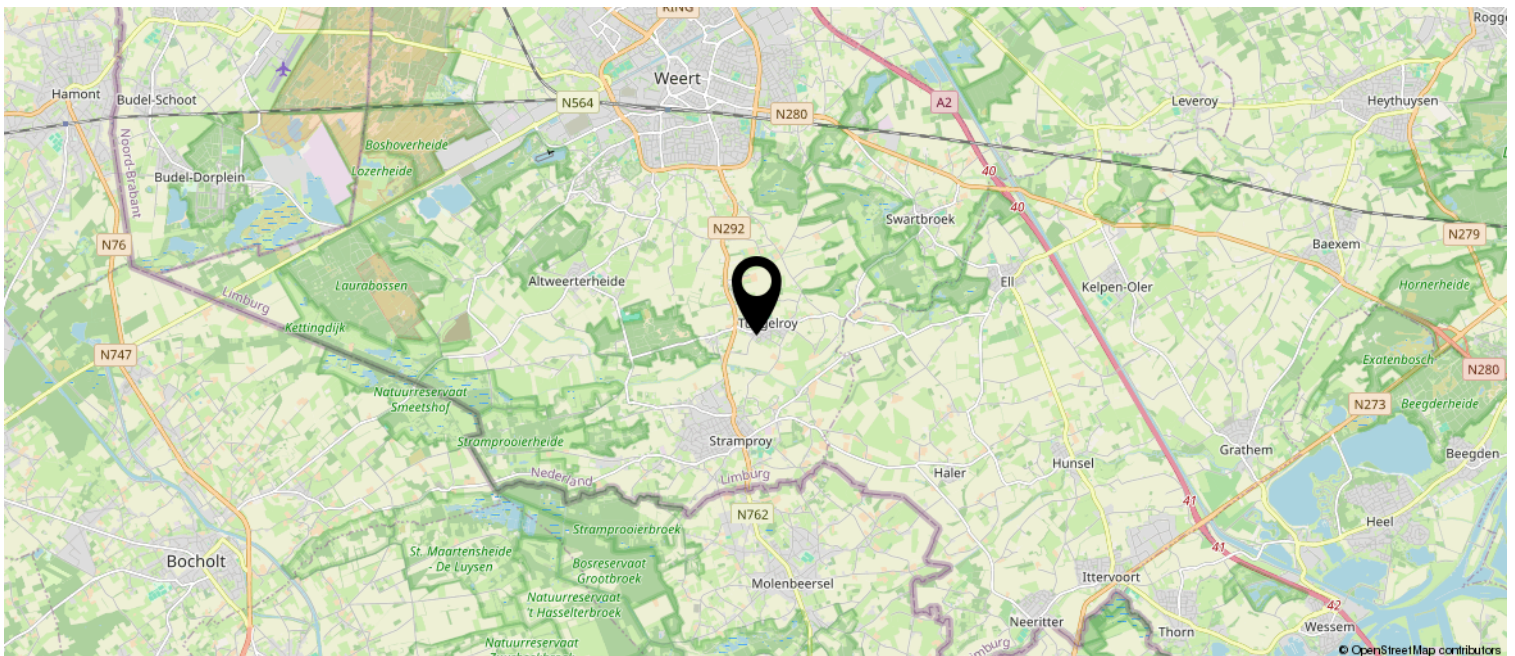 RING
Rogg
Weert
Hamont
Budel-Schoot
N564
A2
Leveroy
Heythuysen
N280
Noord-Brabant
Boshoverheide
Lozerheide
Budel-Dorplein
40
40
Swartbroek
N76
N292
N279
Baexem
Limburg
Laurabossen
Altweerterheide
Ell
Kelpen-Oler
Hornerheide
Kettingdijk
N747
Exatenbosch
N280
Natuurreservaat
Smeetshof
N273
Beegderheide
Stramprooierheide
Stramproy
Grathem
Beegden
Nederland
Limburg
Haler
Hunsel
41
N762
Stramprooierbroek
Heel
41
Bocholt
St. Maartensheide
- De Luysen
Bosreservaat
Grootbroek
Molenbeersel
Ittervoort
Natuurreservaat
't Hasselterbroek
42
Neeritter
Thorn
Wessem
Natuurreservaat
© OpenStreetMap contributors